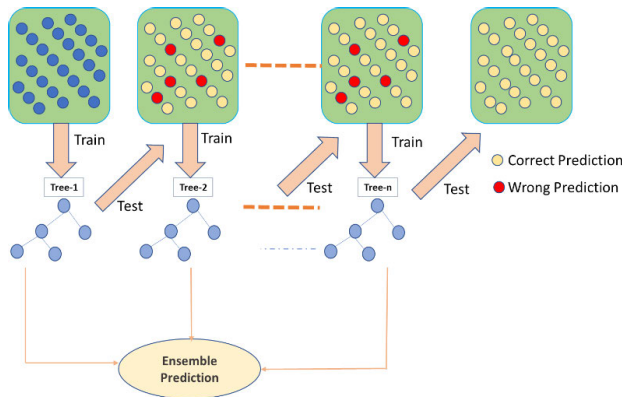 Train
Train
Train
Correct Prediction
Wrong Prediction
Tree-1
Tree-2
Tree-n
Test
Test
Test
Ensemble
Prediction